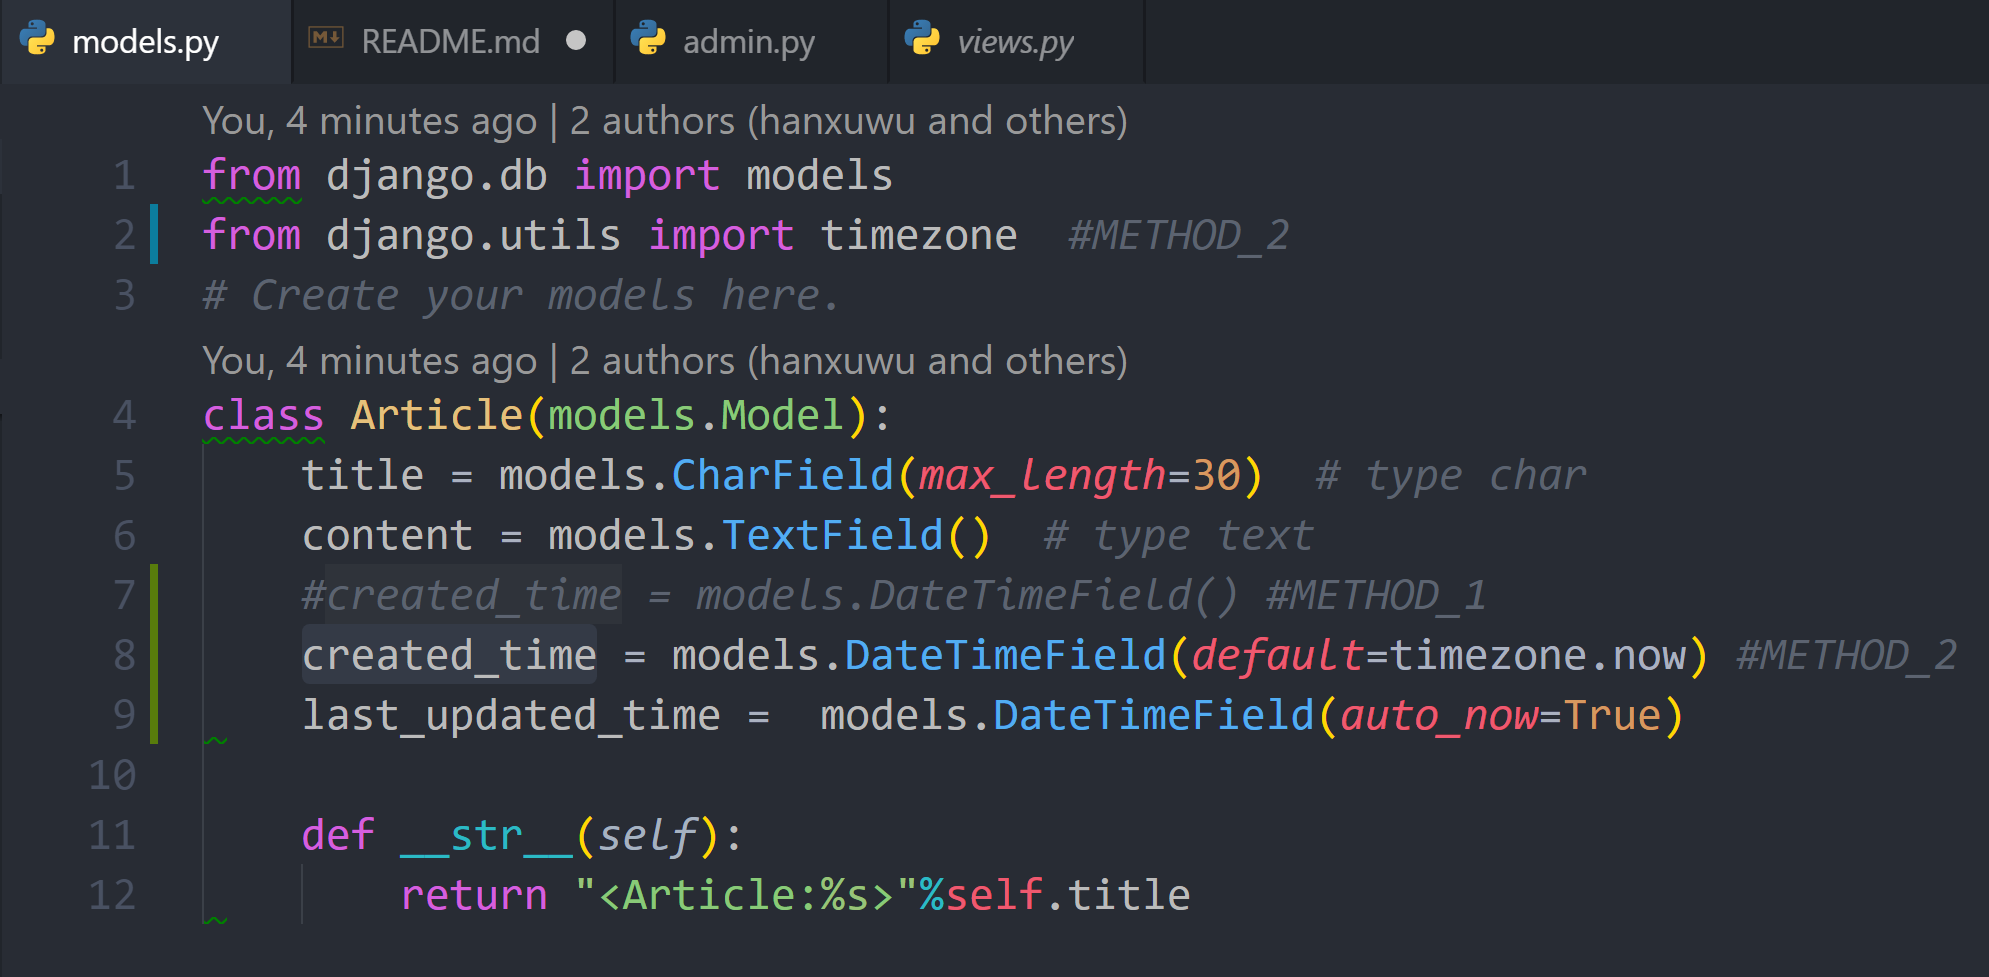 models.py README.md admin.py views.py
You, 4 minutes ago | 2 authors (hanxuwu and others)
1 from django.db import models
2 from django.utils import timezone  #METHOD_2
3 # Create your models here.
You, 4 minutes ago | 2 authors (hanxuwu and others)
4 class Article(models.Model):
5     title = models.CharField(max_length=30)  # type char
6     content = models.TextField()  # type text
7     #created_time = models.DateTimeField() #METHOD_1
8     created_time = models.DateTimeField(default=timezone.now) #METHOD_2
9     last_updated_time =  models.DateTimeField(auto_now=True)
10
11     def __str__(self):
12         return "<Article:%s>"%self.title